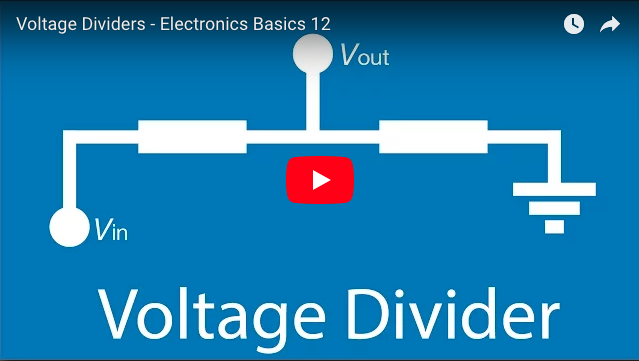 Voltage Dividers - Electronics Basics 12
Vout
Vin
Voltage Divider